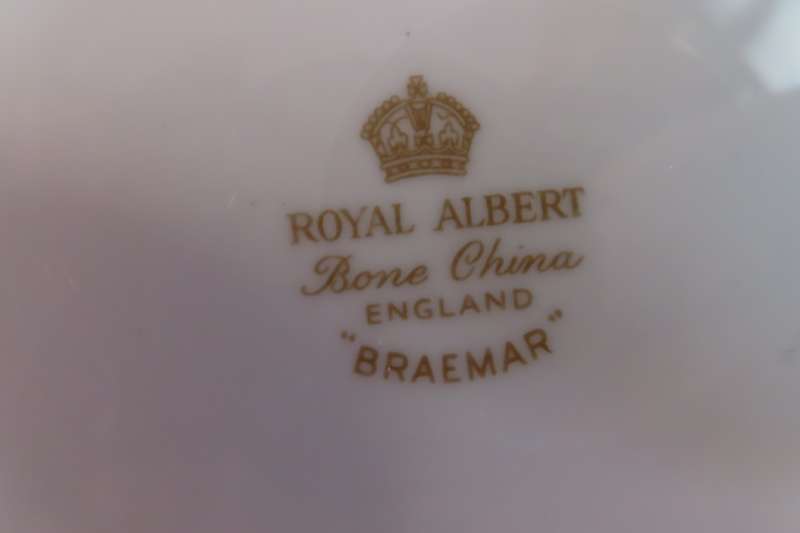 ROYAL ALBERT
Bone China
ENGLAND
"BRAEMAR"